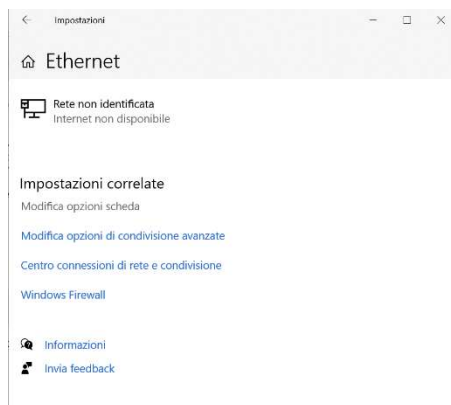 Impostazioni
Ethernet
Rete non identificata
Internet non disponibile
Impostazioni correlate
Modifica opzioni scheda
Modifica opzioni di condivisione avanzate
Centro connessioni di rete e condivisione
Windows Firewall
Informazioni
Invia feedback